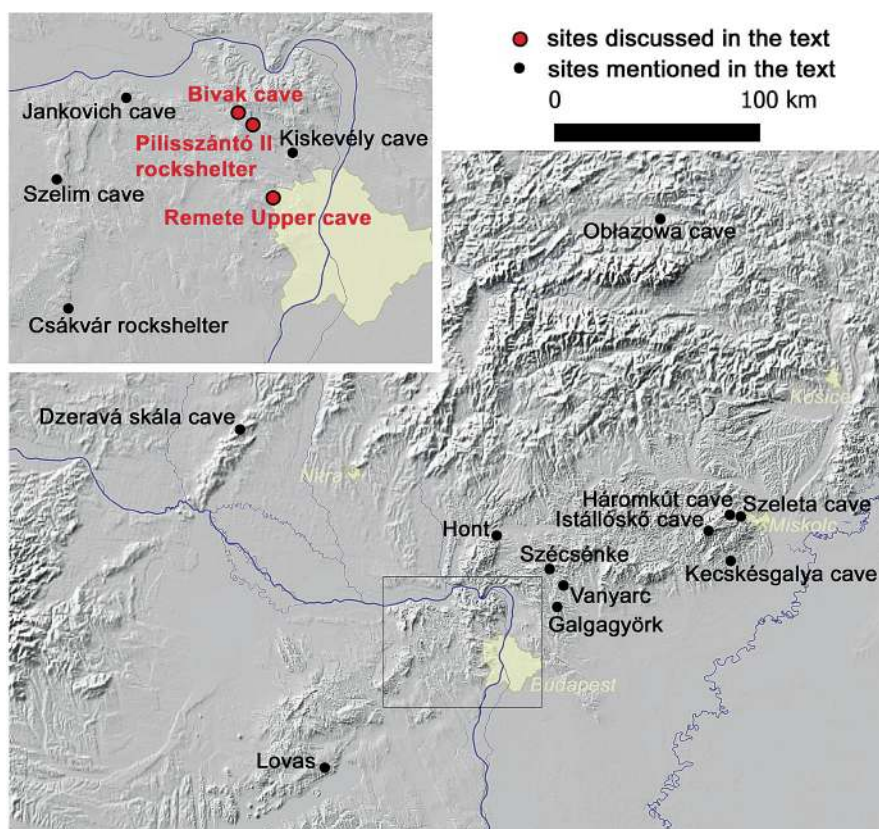 sites discussed in the text
sites mentioned in the text
0 100 km
Bivak cave
Jankovich cave
Pilisszántó II
rockshelter
Kiskevély cave
Szelim cave
Remete Upper cave
Csákvár rockshelter
Obłazowa cave
Košice
Dzeravá skála cave
Nitra
Háromkút cave
Szeleta cave
Istállóskő cave
Miskolc
Hont
Szécsénke
Kecskésgalya cave
Vanyarc
Galgagyörk
Budapest
Lovas